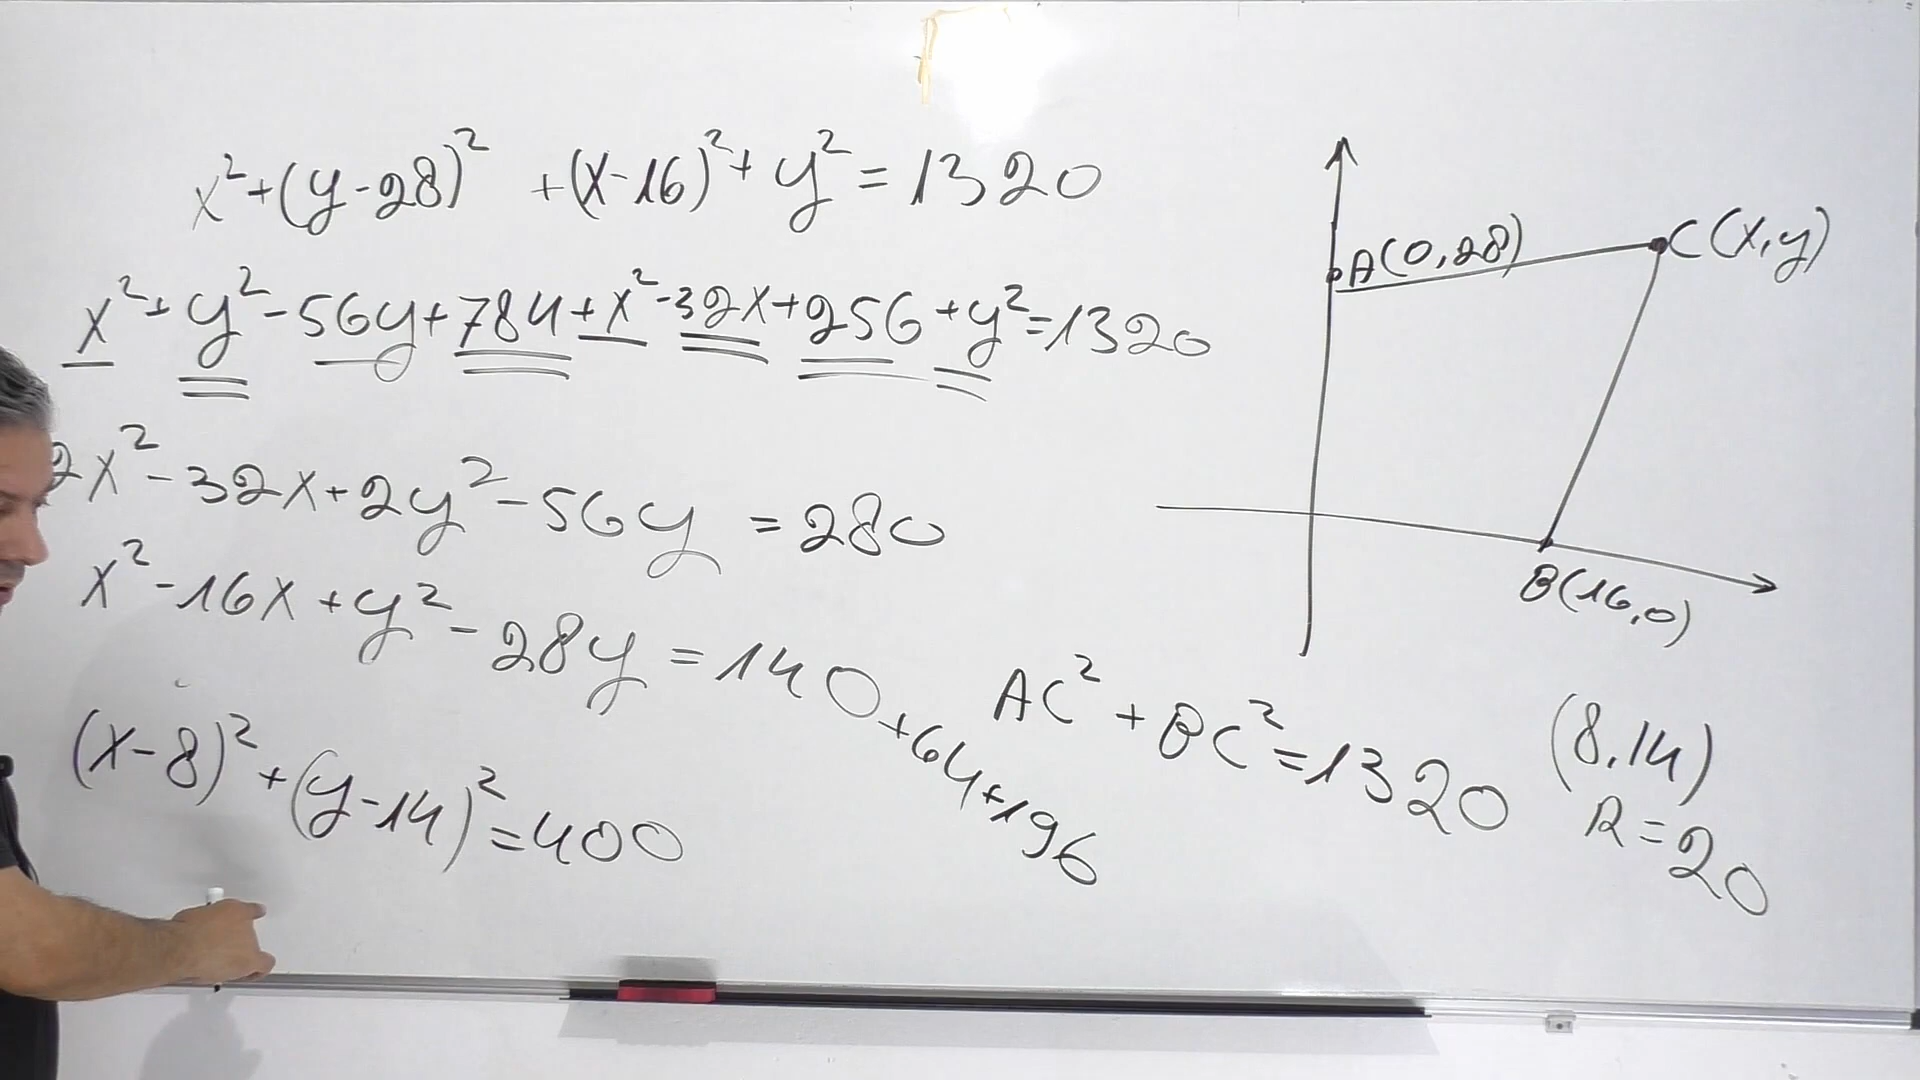 x²+(y-28)² +(x-16)²+y²=1320
x²+y²-56y+784+x²-32x+256+y²=1320
2x²-32x+2y²-56y =280
x²-16x+y²-28y=140+64+196
(x-8)²+(y-14)²=400
A(0,28)
C(x,y)
B(16,0)
AC²+BC²=1320
(8,14)
R=20